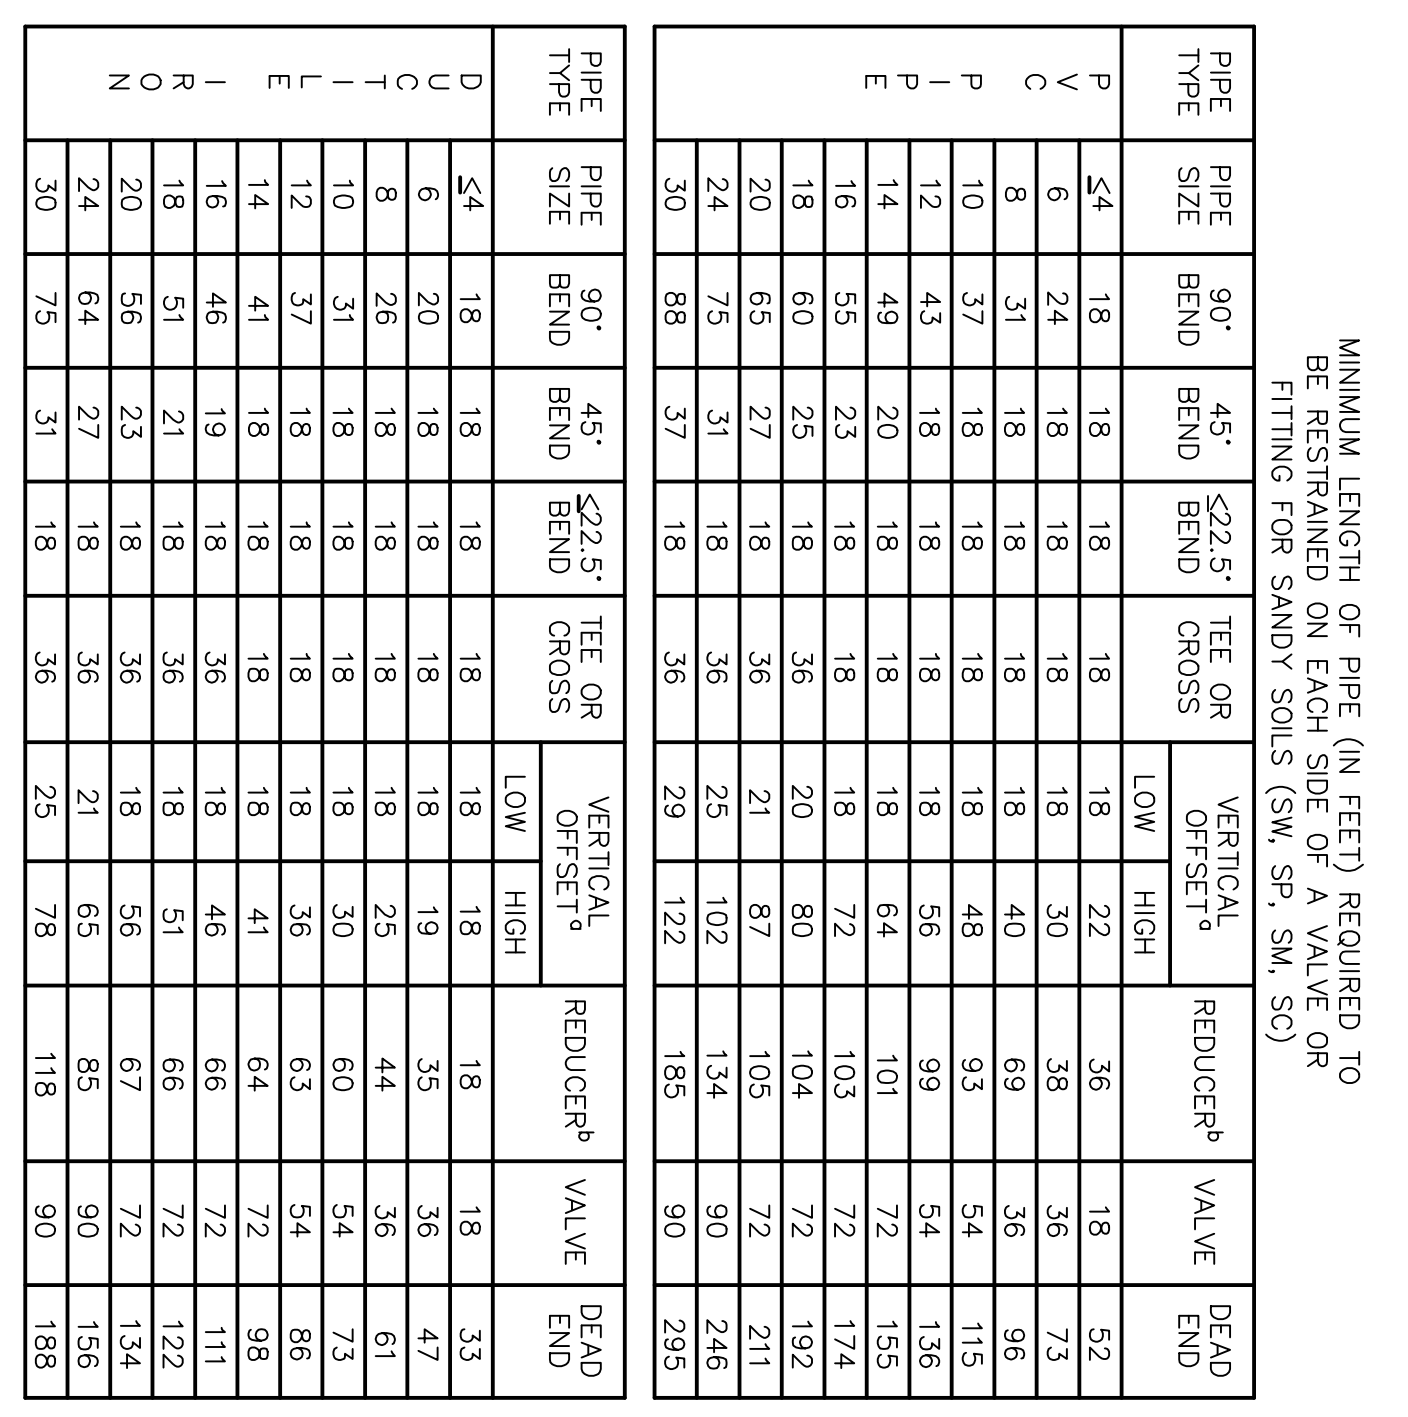 MINIMUM LENGTH OF PIPE (IN FEET) REQUIRED TO
BE RESTRAINED ON EACH SIDE OF A VALVE OR
FITTING FOR SANDY SOILS (SW, SP, SM, SC)
PIPE TYPE PIPE SIZE 90° BEND 45° BEND ≤22.5° BEND TEE OR CROSS VERTICAL OFFSETᵃ REDUCERᵇ VALVE DEAD END
LOW HIGH
PVC PIPE
≤4 18 18 18 18 18 22 36 18 52
6 24 18 18 18 18 30 38 36 73
8 31 18 18 18 18 40 69 36 96
10 37 18 18 18 18 48 93 54 115
12 43 18 18 18 18 56 99 54 136
14 49 20 18 18 18 64 101 72 155
16 55 23 18 18 18 72 103 72 174
18 60 25 18 36 20 80 104 72 192
20 65 27 18 36 21 87 105 72 211
24 75 31 18 36 25 102 134 90 246
30 88 37 18 36 29 122 185 90 295
PIPE TYPE PIPE SIZE 90° BEND 45° BEND ≤22.5° BEND TEE OR CROSS VERTICAL OFFSETᵃ REDUCERᵇ VALVE DEAD END
LOW HIGH
DUCTILE IRON
≤4 18 18 18 18 18 18 18 18 33
6 20 18 18 18 18 19 35 36 47
8 26 18 18 18 18 25 44 36 61
10 31 18 18 18 18 30 60 54 73
12 37 18 18 18 18 36 63 54 86
14 41 18 18 18 18 41 64 72 98
16 46 19 18 36 18 46 66 72 111
18 51 21 18 36 18 51 66 72 122
20 56 23 18 36 18 56 67 72 134
24 64 27 18 36 21 65 85 90 156
30 75 31 18 36 25 78 118 90 188